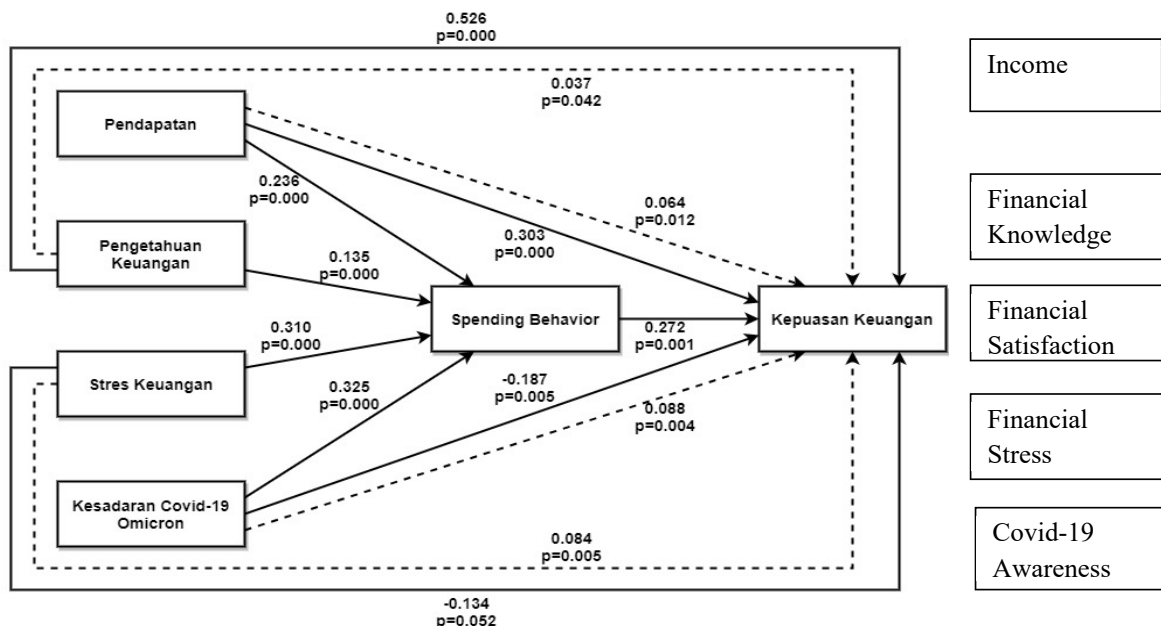 0.526
p=0.000
0.037
p=0.042
Pendapatan
0.236
p=0.000
0.064
p=0.012
0.303
p=0.000
Pengetahuan
Keuangan
0.135
p=0.000
Spending Behavior
Kepuasan Keuangan
0.310
p=0.000
0.272
p=0.001
Stres Keuangan
0.325
p=0.000
-0.187
p=0.005
0.088
p=0.004
Kesadaran Covid-19
Omicron
0.084
p=0.005
-0.134
p=0.052
Income
Financial
Knowledge
Financial
Satisfaction
Financial
Stress
Covid-19
Awareness